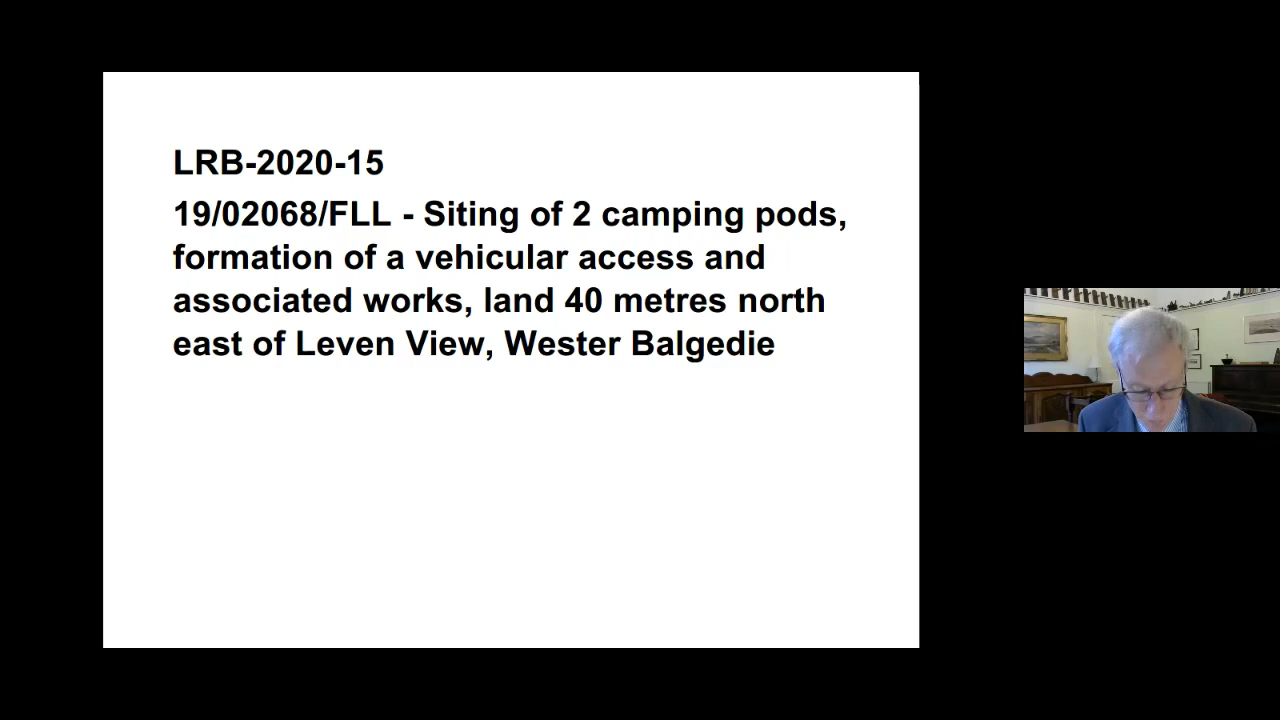 LRB-2020-15
19/02068/FLL - Siting of 2 camping pods,
formation of a vehicular access and
associated works, land 40 metres north
east of Leven View, Wester Balgedie